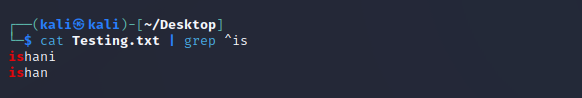 ┌──(kali㉿kali)-[~/Desktop]
└─$ cat Testing.txt | grep ^is
ishani
ishan